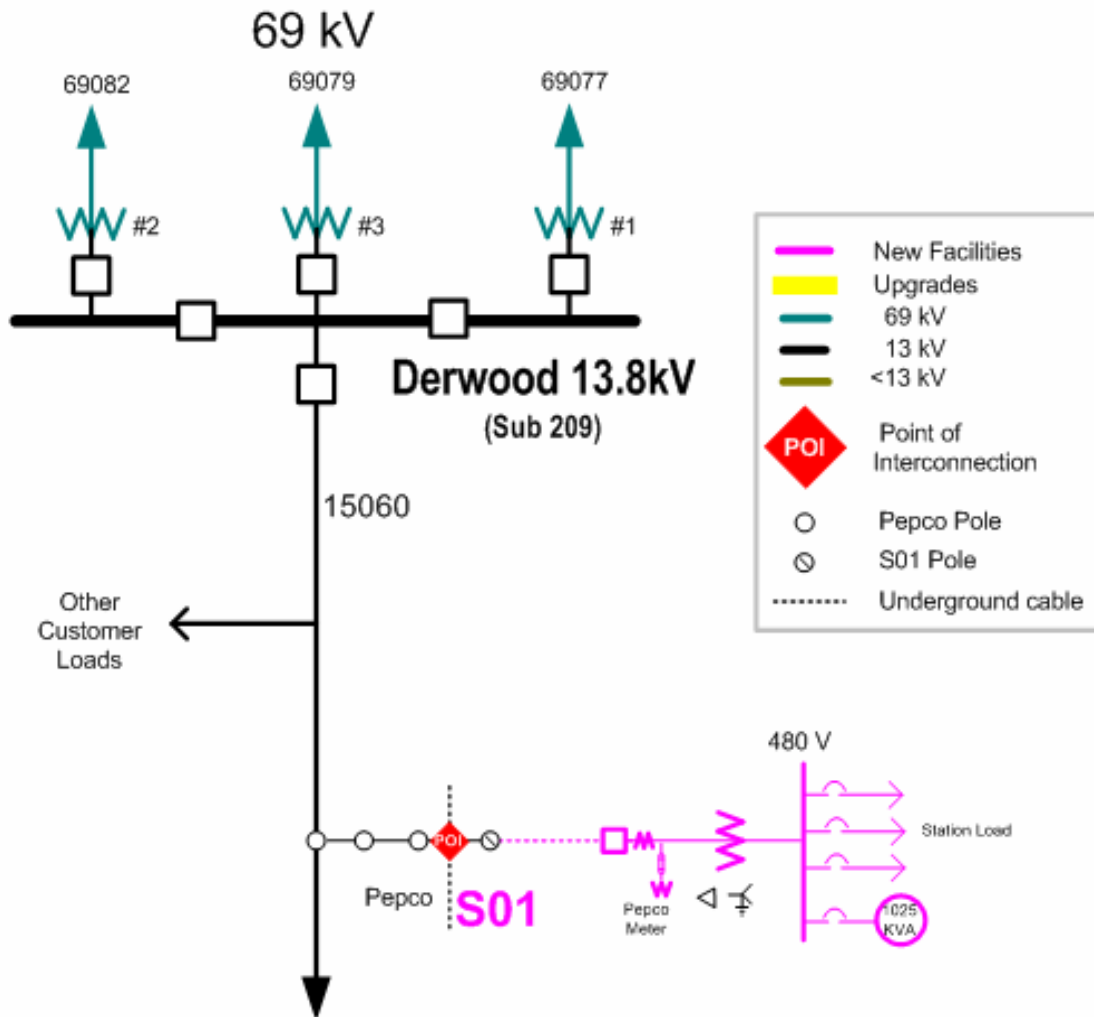 69 kV
69082
69079
69077
#2
#3
#1
Derwood 13.8kV
(Sub 209)
15060
Other
Customer
Loads
New Facilities
Upgrades
69 kV
13 kV
<13 kV
POI
Point of
Interconnection
Pepco Pole
S01 Pole
Underground cable
480 V
Station Load
POI
Pepco
S01
Pepco
Meter
1025
KVA